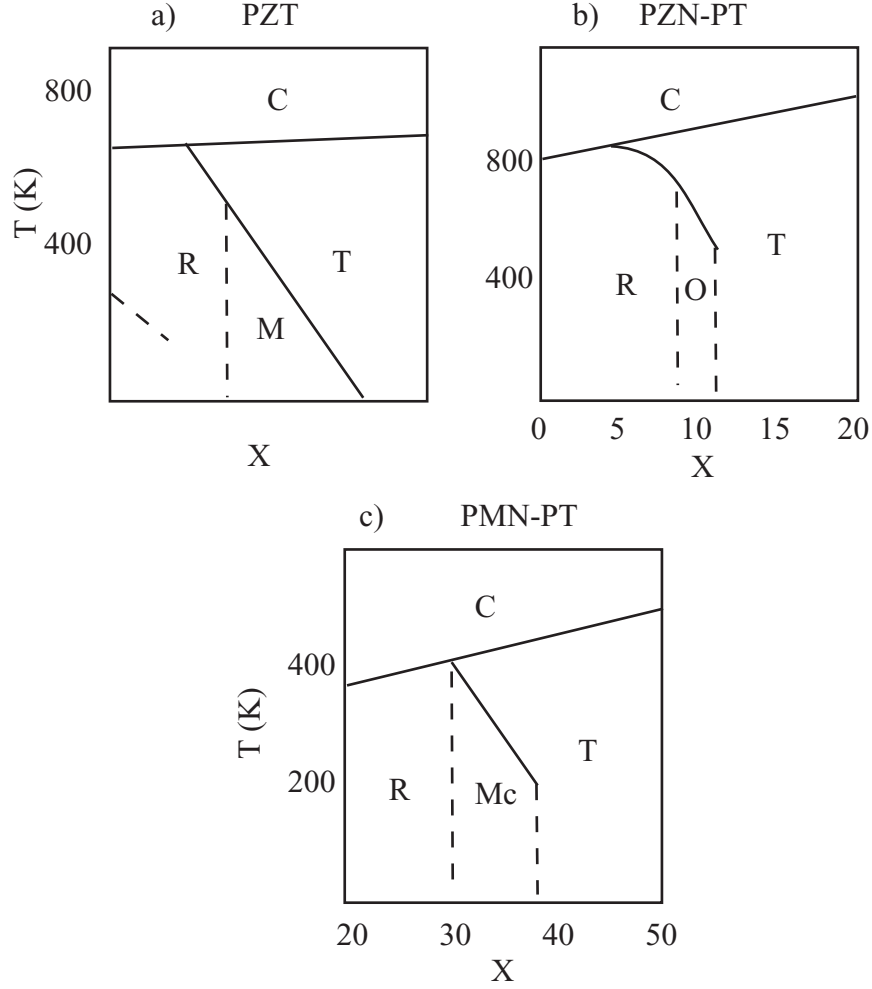 a) PZT
800
C
T (K)
400
R
T
M
X
b) PZN-PT
C
800
T
400
R
O
0 5 10 15 20
X
c) PMN-PT
C
400
T (K)
T
200
R
Mc
20 30 40 50
X